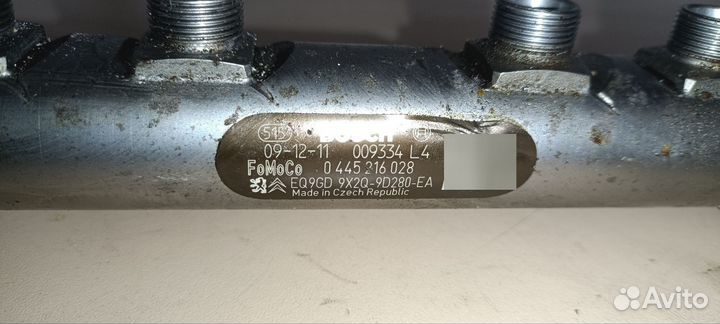 515 BOSCH
09-12-11 009334 L4
FoMoCo 0 445 216 028
EQ9GD 9X2Q-9D280-EA
Made in Czech Republic
Avito